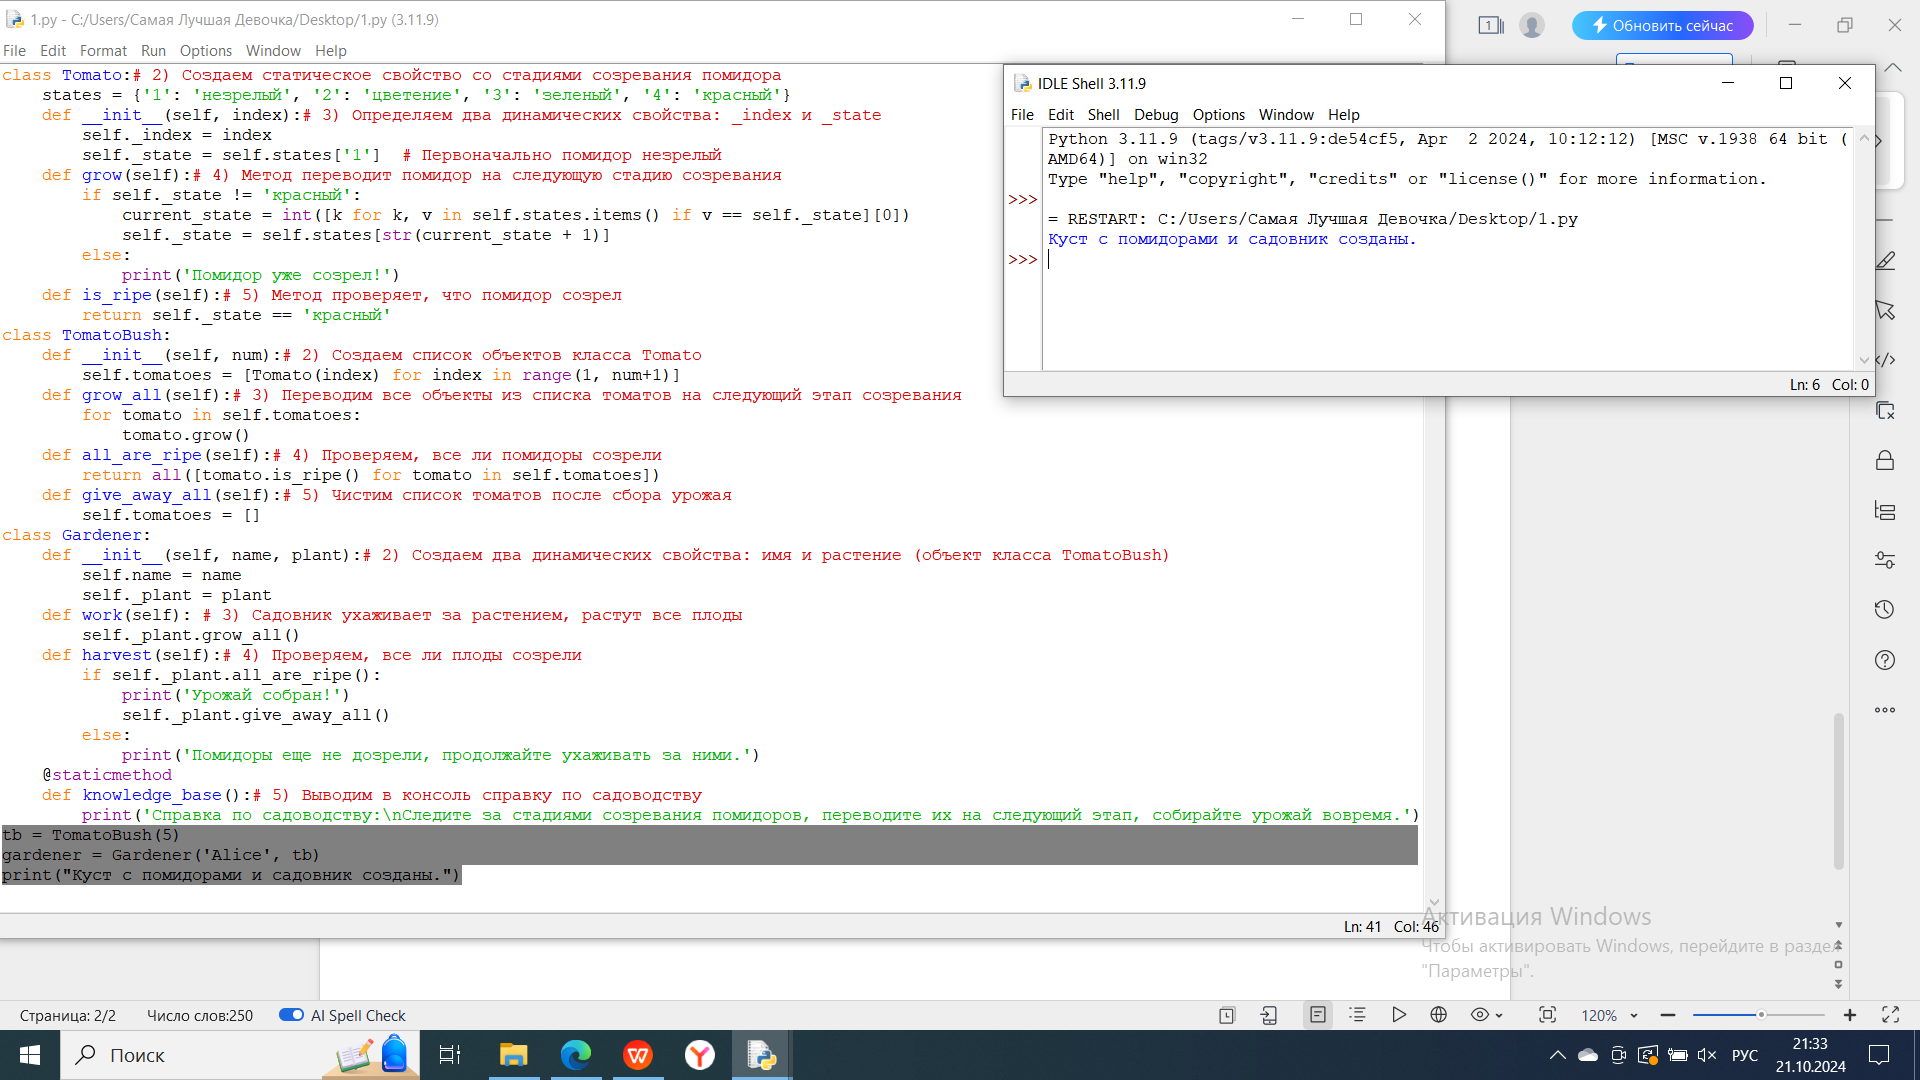 1.py - C:/Users/Самая Лучшая Девочка/Desktop/1.py (3.11.9)
File Edit Format Run Options Window Help
class Tomato:# 2) Создаем статическое свойство со стадиями созревания помидора
    states = {'1': 'незрелый', '2': 'цветение', '3': 'зеленый', '4': 'красный'}
    def __init__(self, index):# 3) Определяем два динамических свойства: _index и _state
        self._index = index
        self._state = self.states['1']  # Первоначально помидор незрелый
    def grow(self):# 4) Метод переводит помидор на следующую стадию созревания
        if self._state != 'красный':
            current_state = int([k for k, v in self.states.items() if v == self._state][0])
            self._state = self.states[str(current_state + 1)]
        else:
            print('Помидор уже созрел!')
    def is_ripe(self):# 5) Метод проверяет, что помидор созрел
        return self._state == 'красный'
class TomatoBush:
    def __init__(self, num):# 2) Создаем список объектов класса Tomato
        self.tomatoes = [Tomato(index) for index in range(1, num+1)]
    def grow_all(self):# 3) Переводим все объекты из списка томатов на следующий этап созревания
        for tomato in self.tomatoes:
            tomato.grow()
    def all_are_ripe(self):# 4) Проверяем, все ли помидоры созрели
        return all([tomato.is_ripe() for tomato in self.tomatoes])
    def give_away_all(self):# 5) Чистим список томатов после сбора урожая
        self.tomatoes = []
class Gardener:
    def __init__(self, name, plant):# 2) Создаем два динамических свойства: имя и растение (объект класса TomatoBush)
        self.name = name
        self._plant = plant
    def work(self): # 3) Садовник ухаживает за растением, растут все плоды
        self._plant.grow_all()
    def harvest(self):# 4) Проверяем, все ли плоды созрели
        if self._plant.all_are_ripe():
            print('Урожай собран!')
            self._plant.give_away_all()
        else:
            print('Помидоры еще не дозрели, продолжайте ухаживать за ними.')
    @staticmethod
    def knowledge_base():# 5) Выводим в консоль справку по садоводству
        print('Справка по садоводству:\nСледите за стадиями созревания помидоров, переводите их на следующий этап, собирайте урожай вовремя.')
tb = TomatoBush(5)
gardener = Gardener('Alice', tb)
print("Куст с помидорами и садовник созданы.")
Ln: 41 Col: 46
1
Обновить сейчас
IDLE Shell 3.11.9
File Edit Shell Debug Options Window Help
Python 3.11.9 (tags/v3.11.9:de54cf5, Apr  2 2024, 10:12:12) [MSC v.1938 64 bit (
AMD64)] on win32
Type "help", "copyright", "credits" or "license()" for more information.
>>>
= RESTART: C:/Users/Самая Лучшая Девочка/Desktop/1.py
Куст с помидорами и садовник созданы.
>>>
Ln: 6 Col: 0
Активация Windows
Чтобы активировать Windows, перейдите в раздел
"Параметры".
Страница: 2/2 Число слов:250 AI Spell Check 120%
Поиск
РУС
21:33
21.10.2024